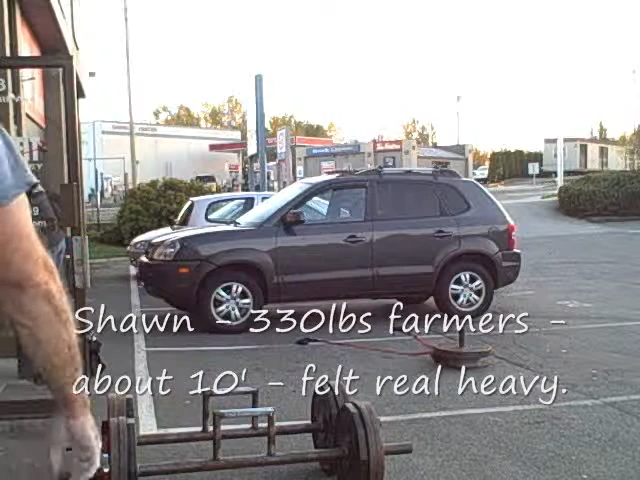 Shawn - 330lbs farmers -
about 10' - felt real heavy.